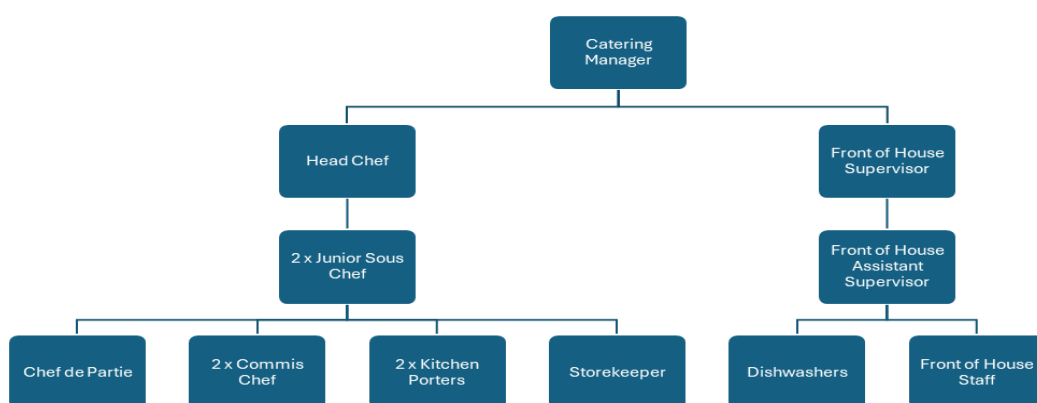 Catering
Manager
Head Chef
Front of House
Supervisor
2 x Junior Sous
Chef
Front of House
Assistant
Supervisor
Chef de Partie
2 x Commis
Chef
2 x Kitchen
Porters
Storekeeper
Dishwashers
Front of House
Staff